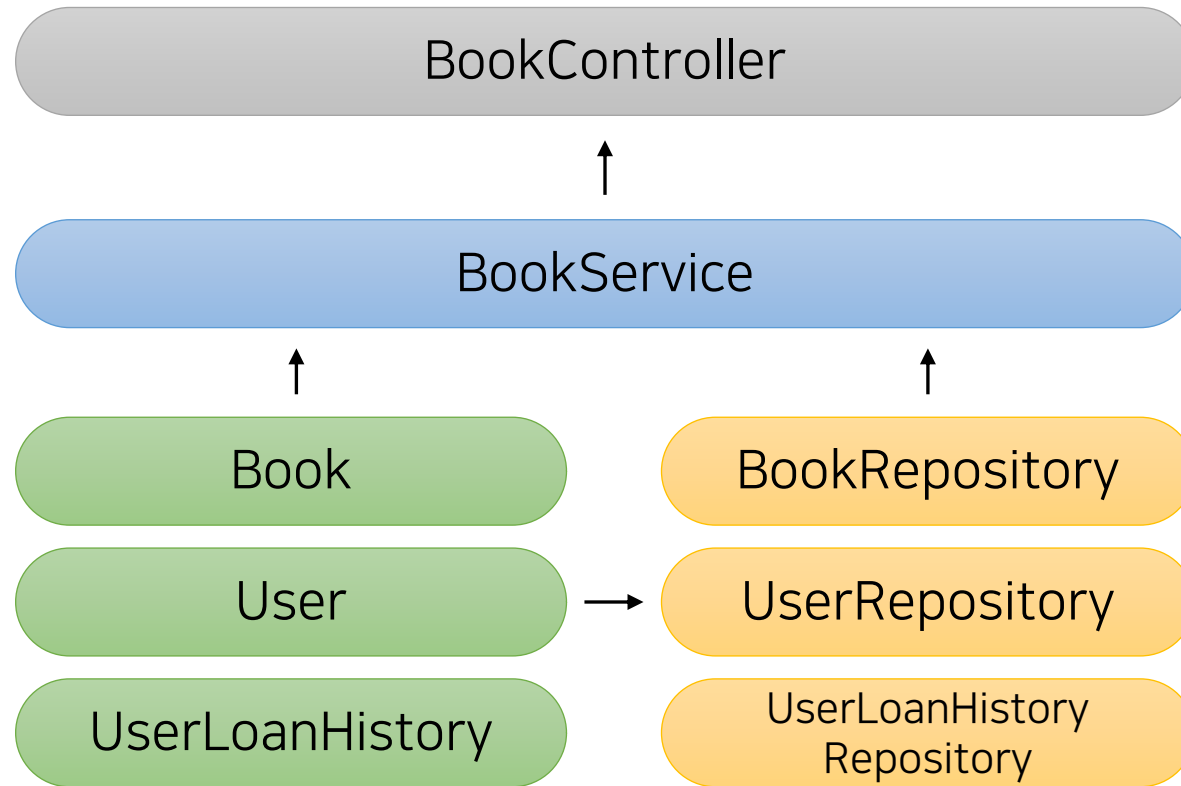 BookController
BookService
Book
BookRepository
User
UserRepository
UserLoanHistory
UserLoanHistory
Repository